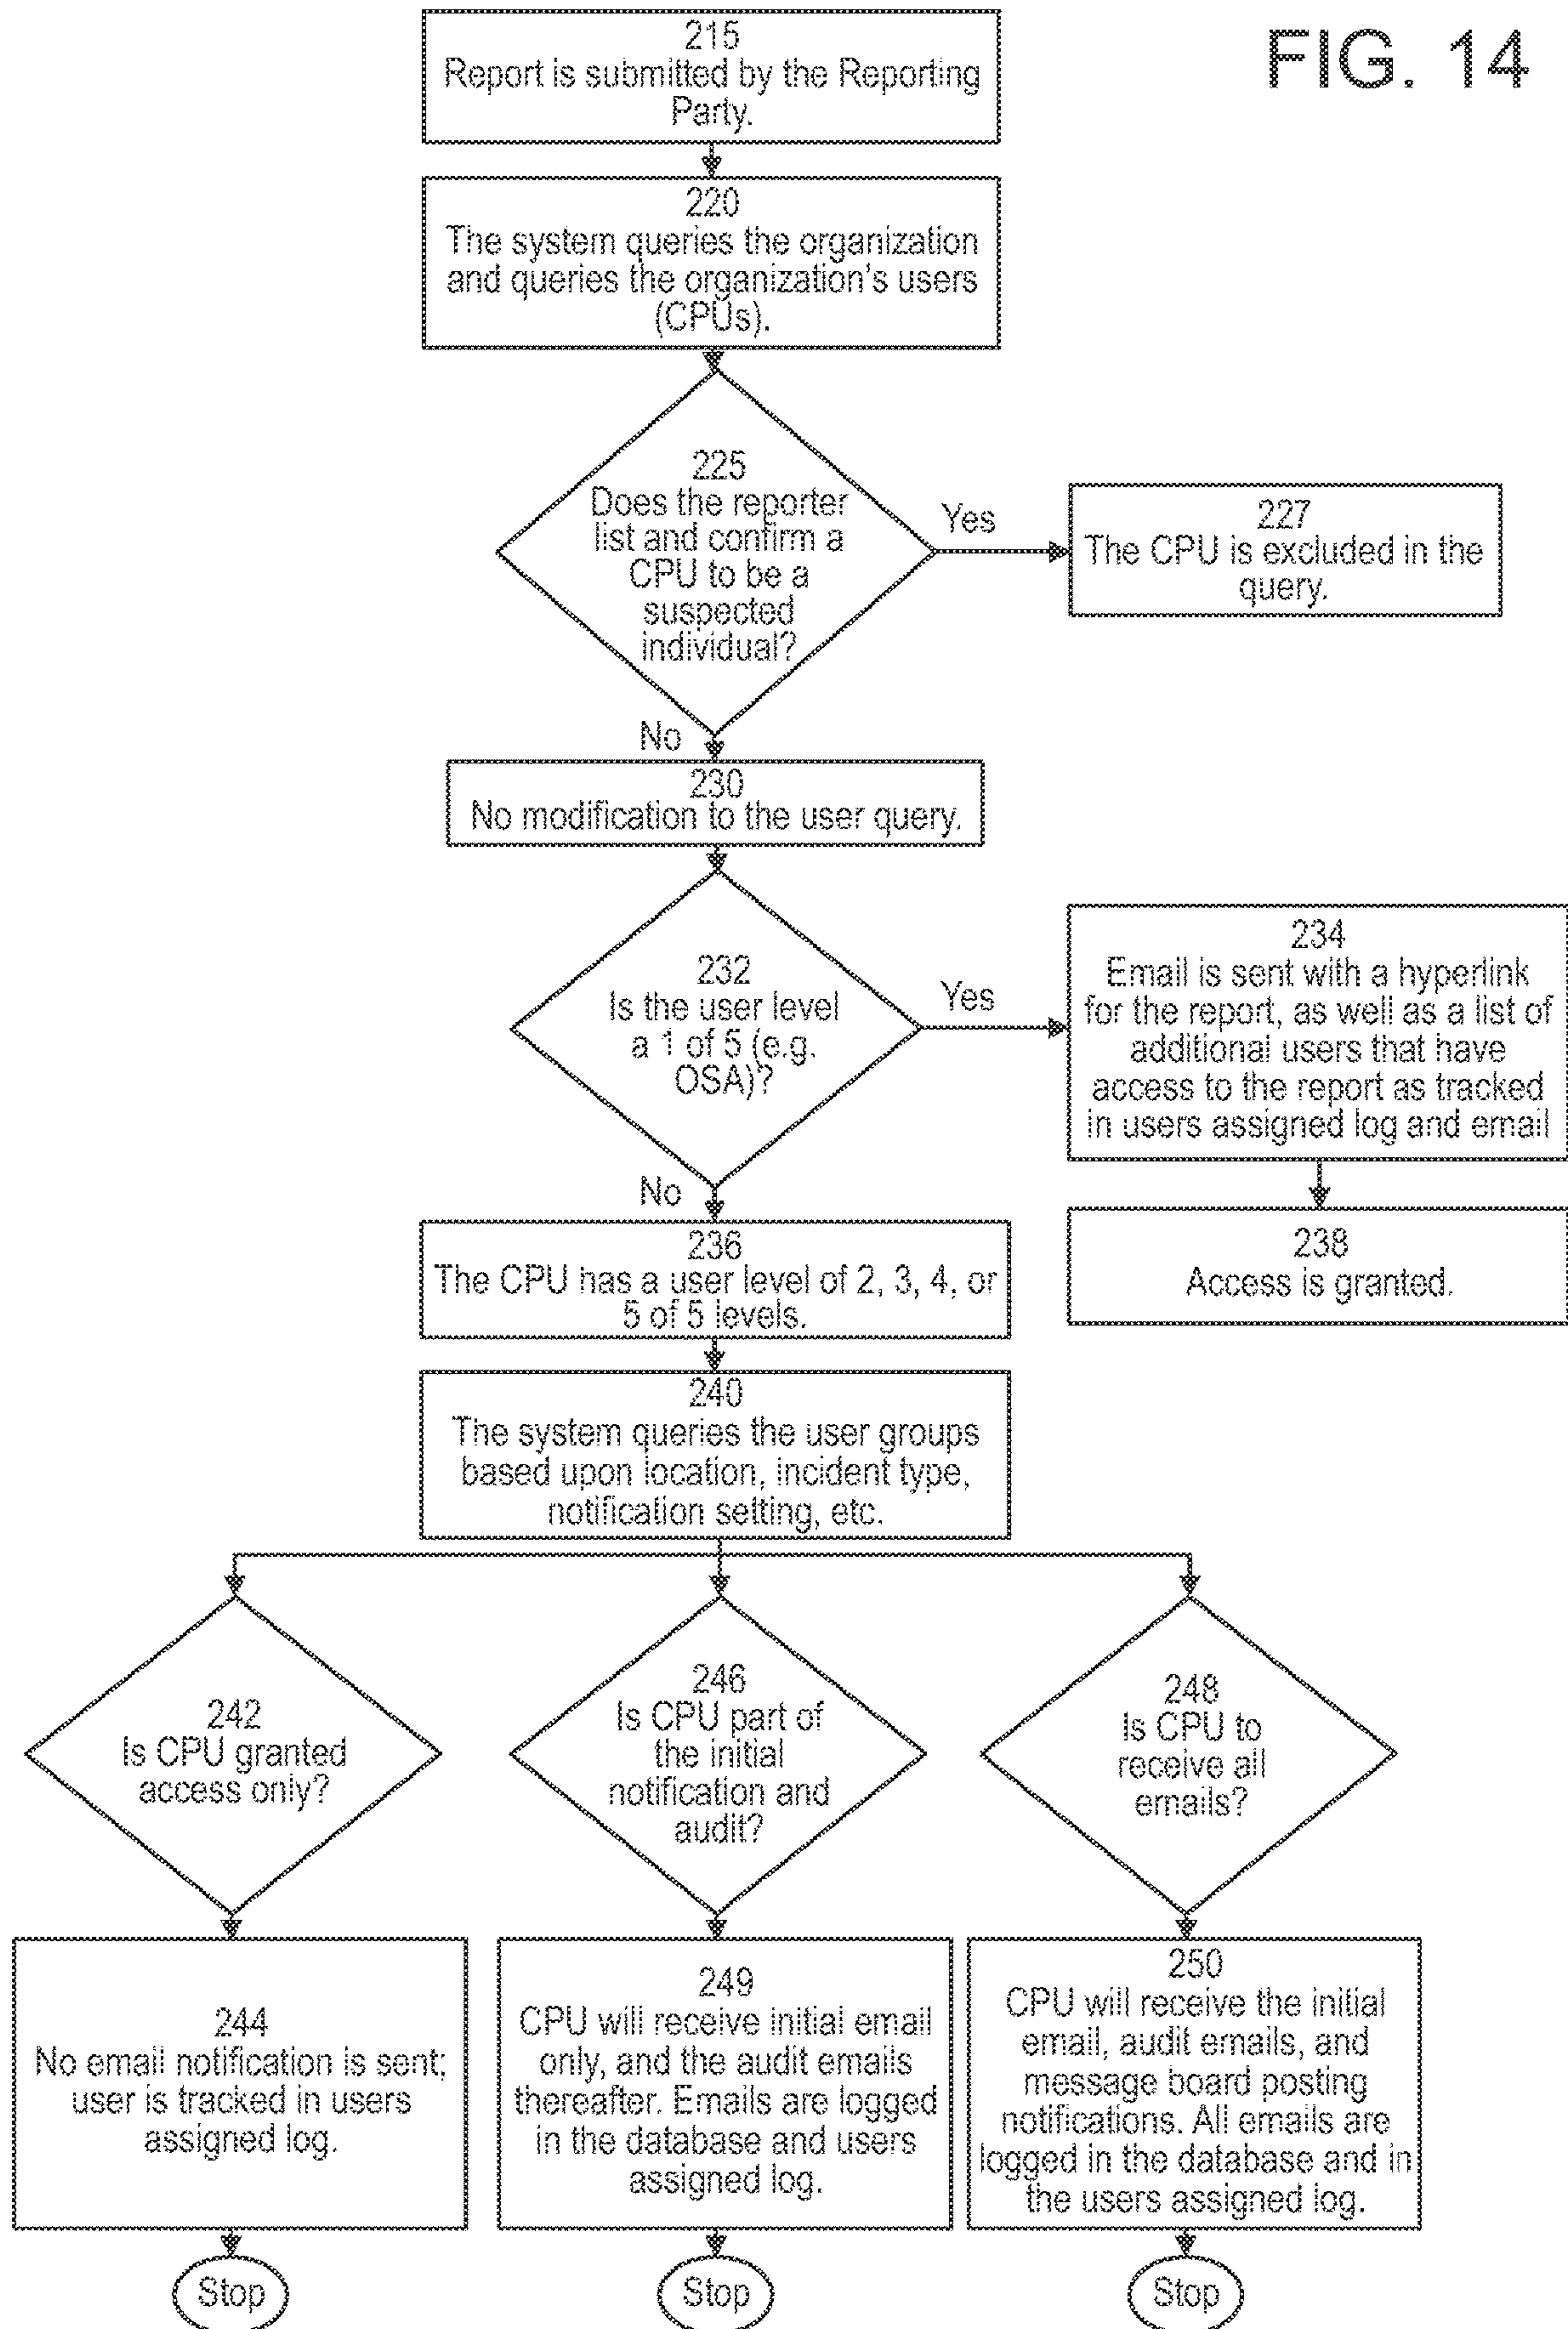 FIG. 14
215
Report is submitted by the Reporting
Party.
220
The system queries the organization
and queries the organization's users
(CPUs).
225
Does the reporter
list and confirm a
CPU to be a
suspected
individual?
Yes
227
The CPU is excluded in the
query.
No
230
No modification to the user query.
232
Is the user level
a 1 of 5 (e.g.
OSA)?
Yes
234
Email is sent with a hyperlink
for the report, as well as a list of
additional users that have
access to the report as tracked
in users assigned log and email
238
Access is granted.
No
236
The CPU has a user level of 2, 3, 4, or
5 of 5 levels.
240
The system queries the user groups
based upon location, incident type,
notification setting, etc.
242
Is CPU granted
access only?
246
Is CPU part of
the initial
notification and
audit?
248
Is CPU to
receive all
emails?
244
No email notification is sent;
user is tracked in users
assigned log.
249
CPU will receive initial email
only, and the audit emails
thereafter. Emails are logged
in the database and users
assigned log.
250
CPU will receive the initial
email, audit emails, and
message board posting
notifications. All emails are
logged in the database and in
the users assigned log.
Stop
Stop
Stop